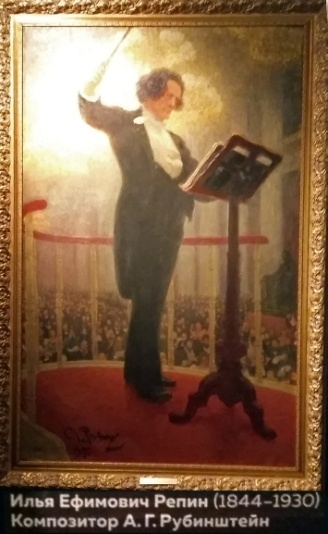 Илья Ефимович Репин (1844-1930)
Композитор А. Г. Рубинштейн